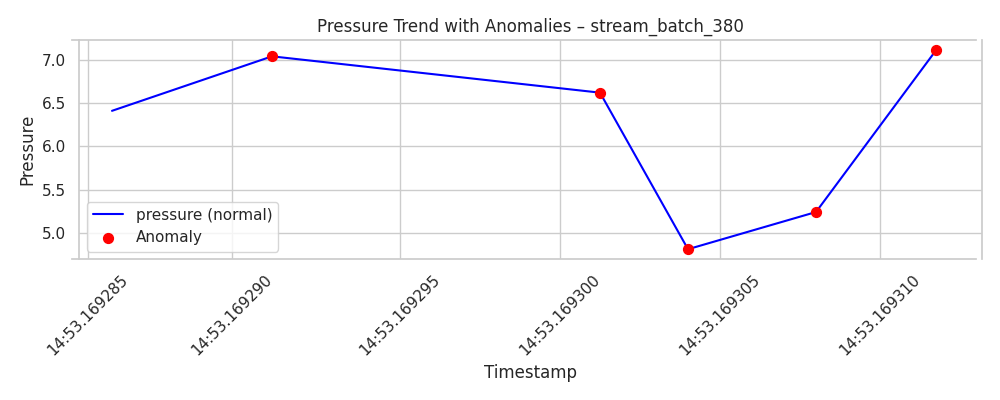 Pressure Trend with Anomalies – stream_batch_380
Pressure
7.0
6.5
6.0
5.5
5.0
pressure (normal)
Anomaly
14:53.169285
14:53.169290
14:53.169295
14:53.169300
14:53.169305
14:53.169310
Timestamp